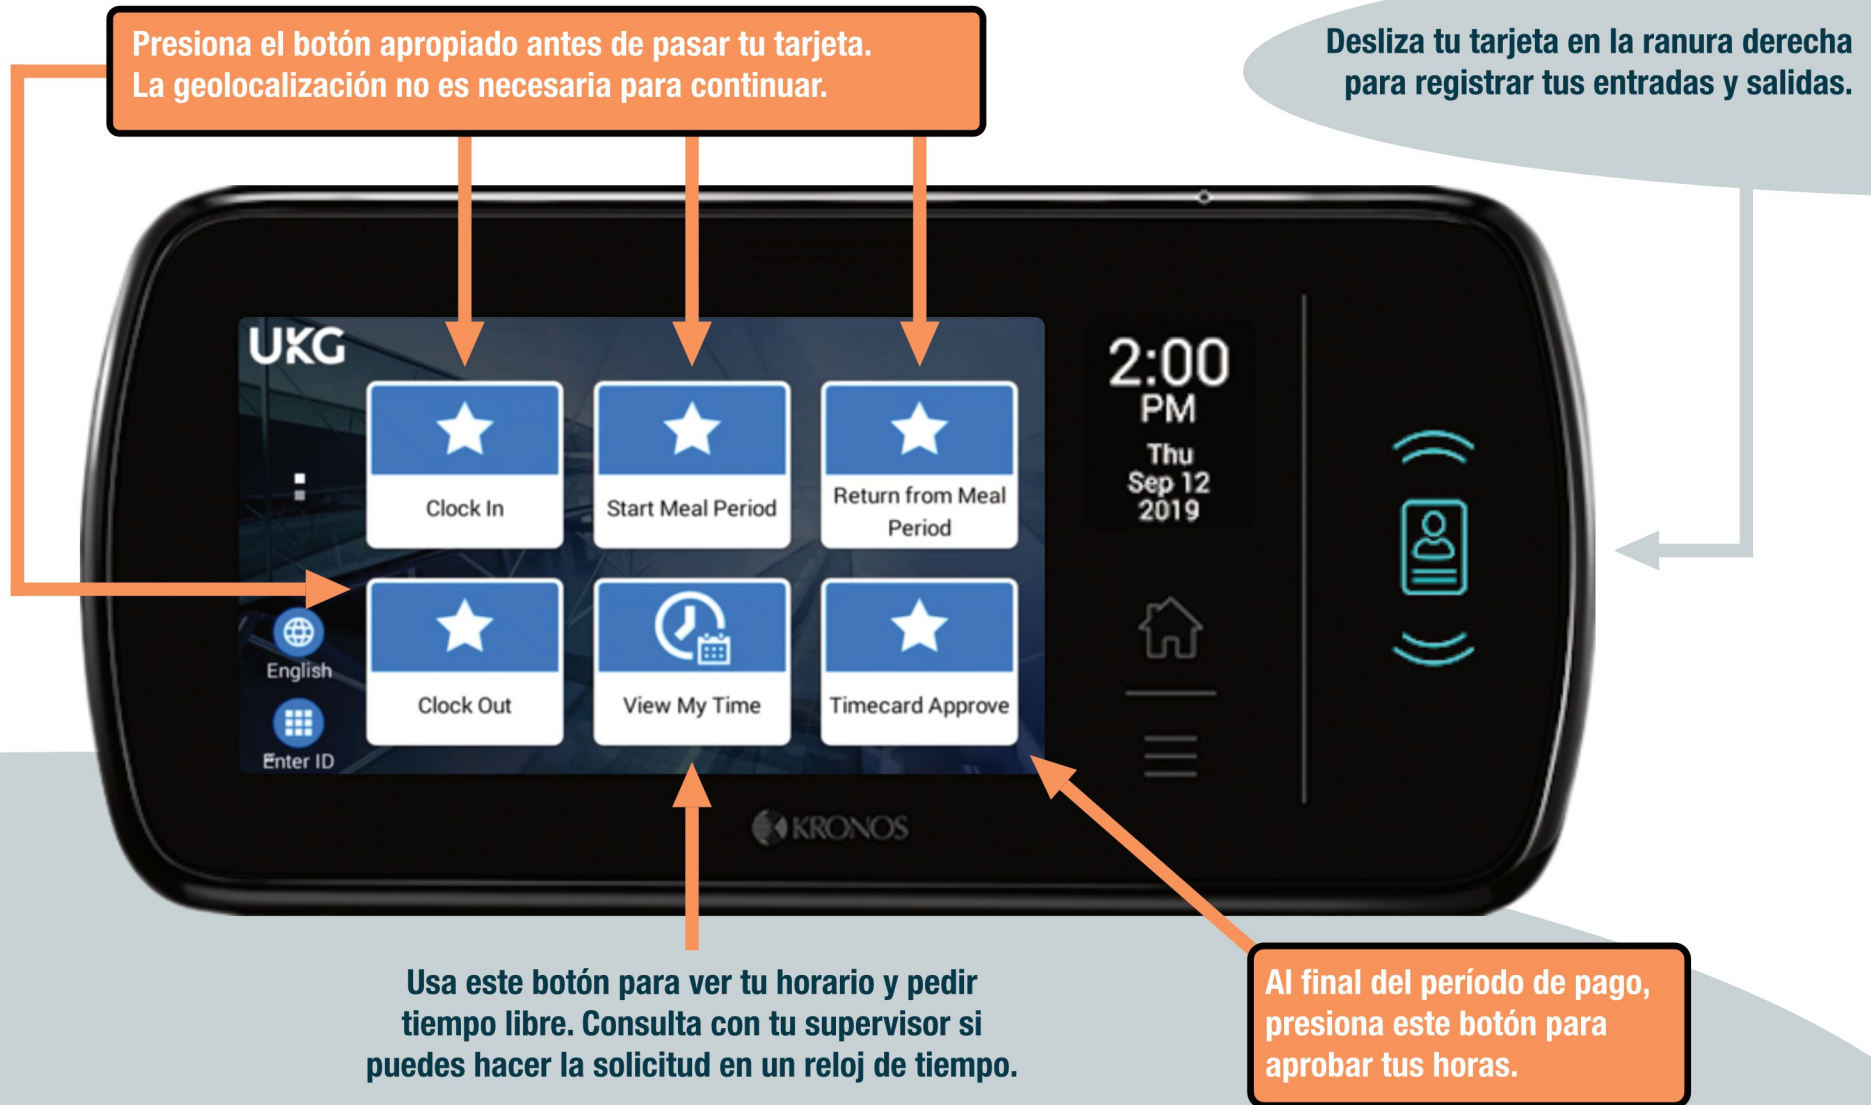 Presiona el botón apropiado antes de pasar tu tarjeta.
La geolocalización no es necesaria para continuar.
Desliza tu tarjeta en la ranura derecha
para registrar tus entradas y salidas.
UKG
Clock In
Start Meal Period
Return from Meal
Period
2:00
PM
Thu
Sep 12
2019
English
Enter ID
Clock Out
View My Time
Timecard Approve
KRONOS
Usa este botón para ver tu horario y pedir
tiempo libre. Consulta con tu supervisor si
puedes hacer la solicitud en un reloj de tiempo.
Al final del período de pago,
presiona este botón para
aprobar tus horas.